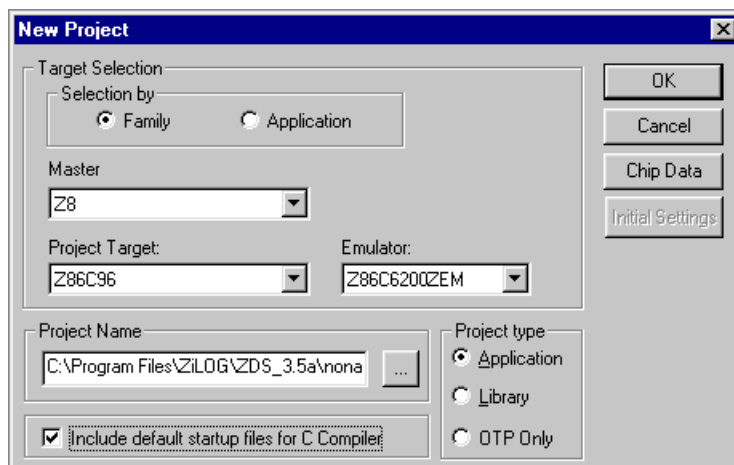 New Project
Target Selection
Selection by
Family
Application
Master
Z8
Project Target:
Emulator:
Z86C96
Z86C6200ZEM
OK
Cancel
Chip Data
Initial Settings
Project Name
C:\Program Files\ZiLOG\ZDS_3.5a\nona
...
Include default startup files for C Compiler
Project type
Application
Library
OTP Only